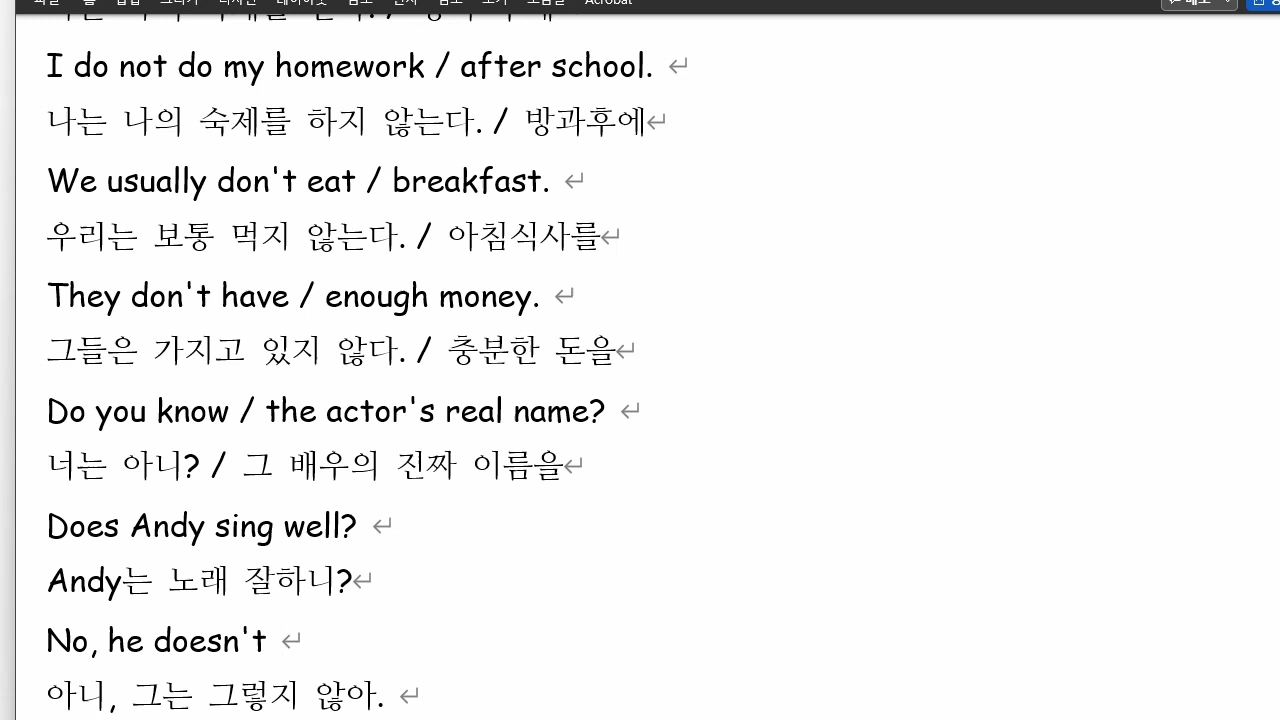 Acrobat
I do not do my homework / after school. ↵
나는 나의 숙제를 하지 않는다. / 방과후에↵
We usually don't eat / breakfast. ↵
우리는 보통 먹지 않는다. / 아침식사를↵
They don't have / enough money. ↵
그들은 가지고 있지 않다. / 충분한 돈을↵
Do you know / the actor's real name? ↵
너는 아니? / 그 배우의 진짜 이름을↵
Does Andy sing well? ↵
Andy는 노래 잘하니?↵
No, he doesn't ↵
아니, 그는 그렇지 않아. ↵